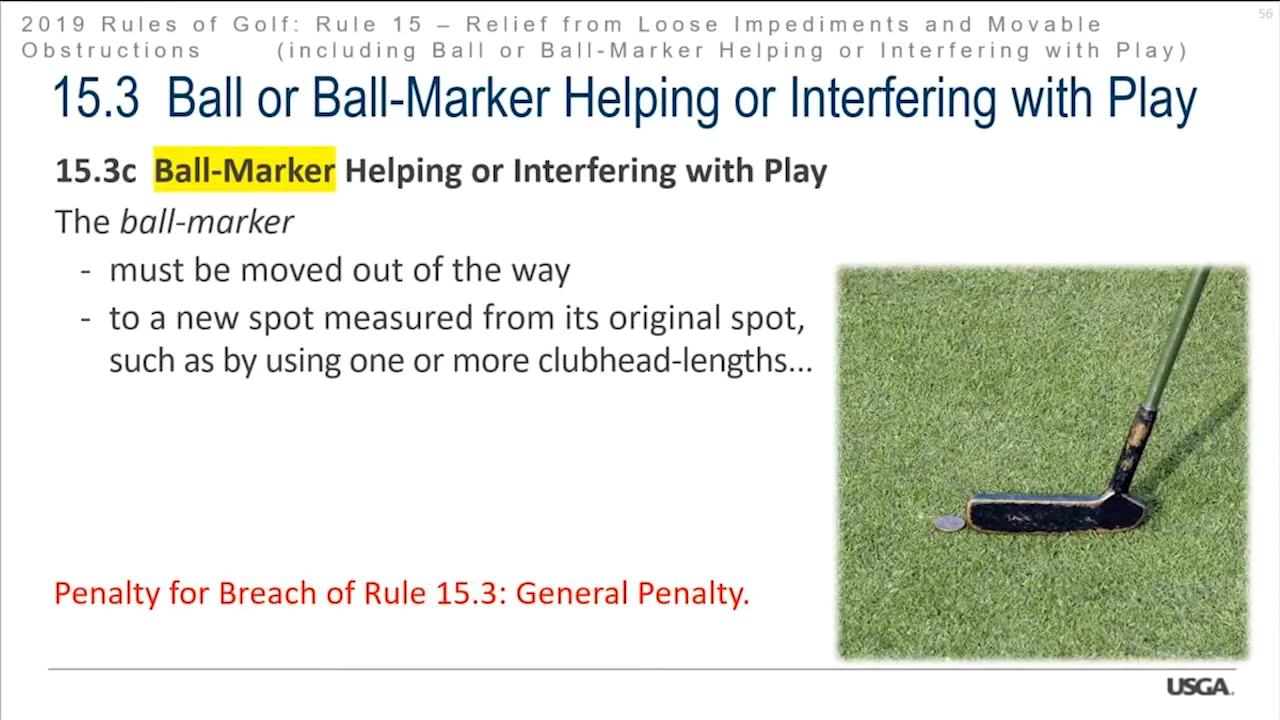 56
2019 Rules of Golf: Rule 15 – Relief from Loose Impediments and Movable
Obstructions (including Ball or Ball-Marker Helping or Interfering with Play)
15.3 Ball or Ball-Marker Helping or Interfering with Play
15.3c Ball-Marker Helping or Interfering with Play
The ball-marker
- must be moved out of the way
- to a new spot measured from its original spot,
such as by using one or more clubhead-lengths...
Penalty for Breach of Rule 15.3: General Penalty.
USGA.